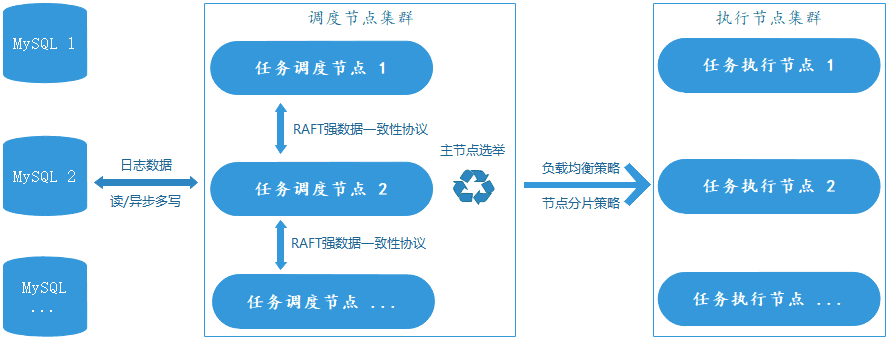 MySQL 1
MySQL 2
MySQL
...
日志数据
读/异步多写
调度节点集群
任务调度节点 1
RAFT强数据一致性协议
任务调度节点 2
RAFT强数据一致性协议
任务调度节点 ...
主节点选举
负载均衡策略
节点分片策略
执行节点集群
任务执行节点 1
任务执行节点 2
任务执行节点 ...